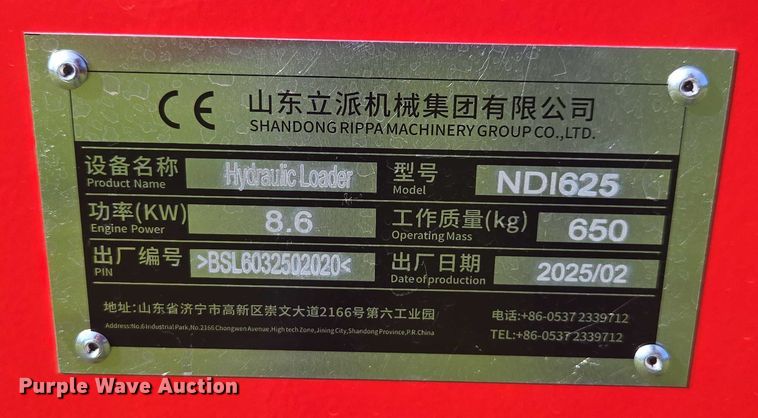 CE 山东立派机械集团有限公司
SHANDONG RIPPA MACHINERY GROUP CO.,LTD.
设备名称 Hydraulic Loader 型号 NDI625
Product Name Model
功率(KW) 8.6 工作质量(kg) 650
Engine Power Operating Mass
出厂编号 >BSL6032502020< 出厂日期 2025/02
PIN Date of production
地址:山东省济宁市高新区崇文大道2166号第六工业园 电话:+86-0537 2339712
Address:No.6 Industrial Park,No.2166 Chongwen Avenue,High tech Zone,Jining City,Shandong Province,P.R.China TEL:+86-0537 2339712
Purple Wave Auction